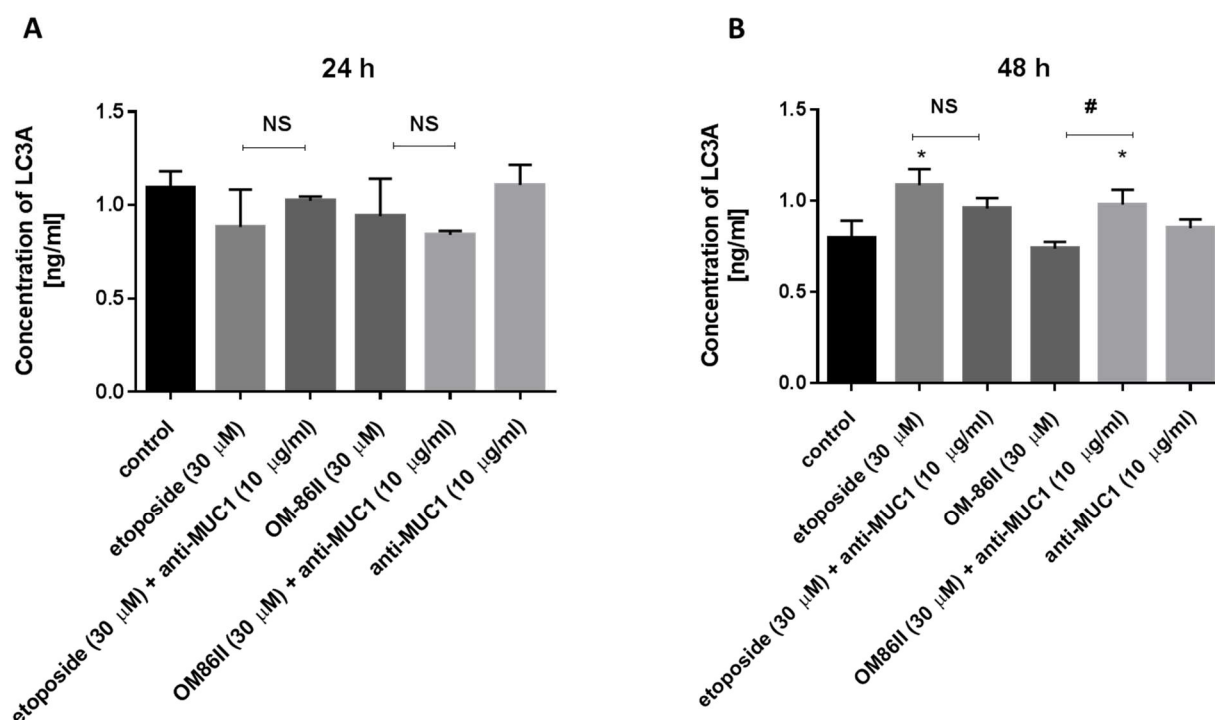 A
24 h
Concentration of LC3A
[ng/ml]
1.5
1.0
0.5
0.0
NS
NS
control
etoposide (30 μM)
etoposide (30 μM) + anti-MUC1 (10 μg/ml)
OM-86II (30 μM)
OM86II (30 μM) + anti-MUC1 (10 μg/ml)
anti-MUC1 (10 μg/ml)
B
48 h
Concentration of LC3A
[ng/ml]
1.5
1.0
0.5
0.0
NS
#
*
*
control
etoposide (30 μM)
etoposide (30 μM) + anti-MUC1 (10 μg/ml)
OM-86II (30 μM)
OM86II (30 μM) + anti-MUC1 (10 μg/ml)
anti-MUC1 (10 μg/ml)